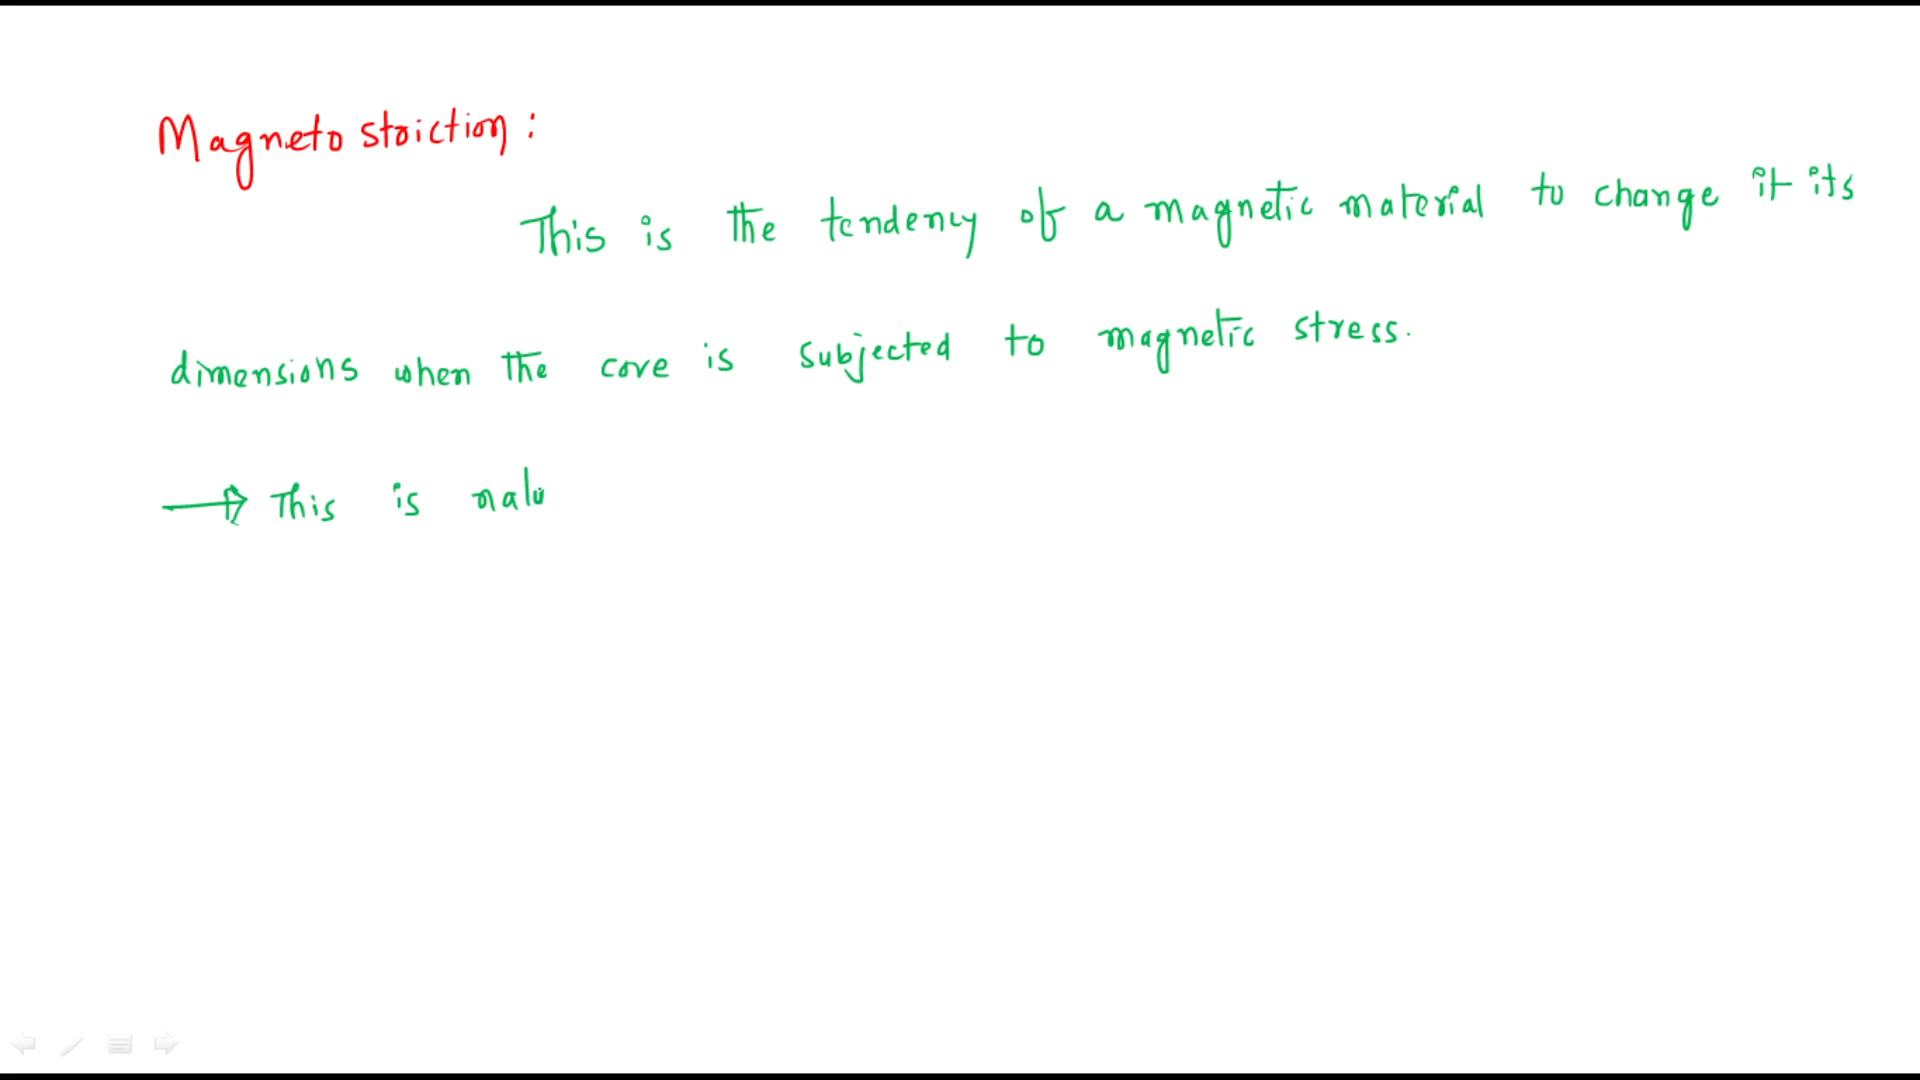 Magneto striction:
This is the tendency of a magnetic material to change it its
dimensions when the core is subjected to magnetic stress.
This is